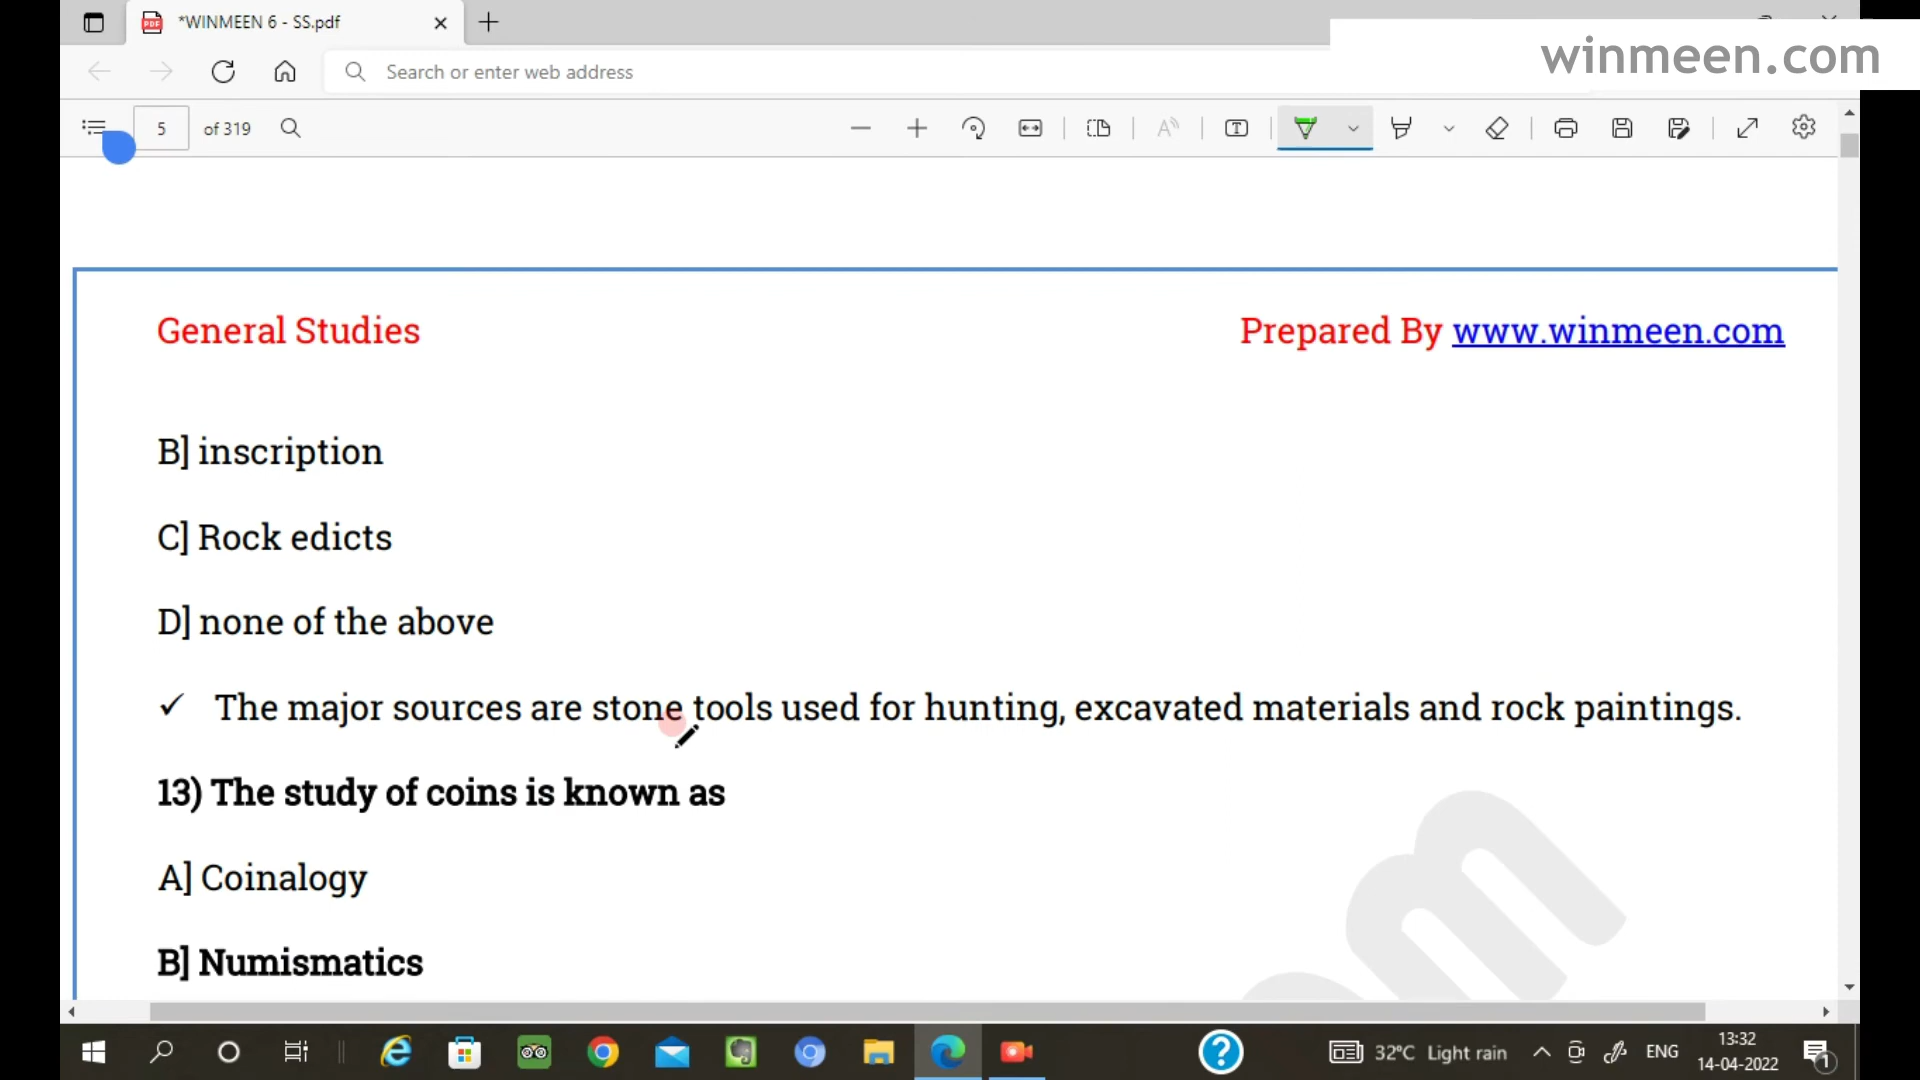 *WINMEEN 6 - SS.pdf
winmeen.com
Search or enter web address
5 of 319
General Studies
Prepared By www.winmeen.com
B] inscription
C] Rock edicts
D] none of the above
✓ The major sources are stone tools used for hunting, excavated materials and rock paintings.
13) The study of coins is known as
A] Coinalogy
B] Numismatics
32°C Light rain
ENG
13:32
14-04-2022
1